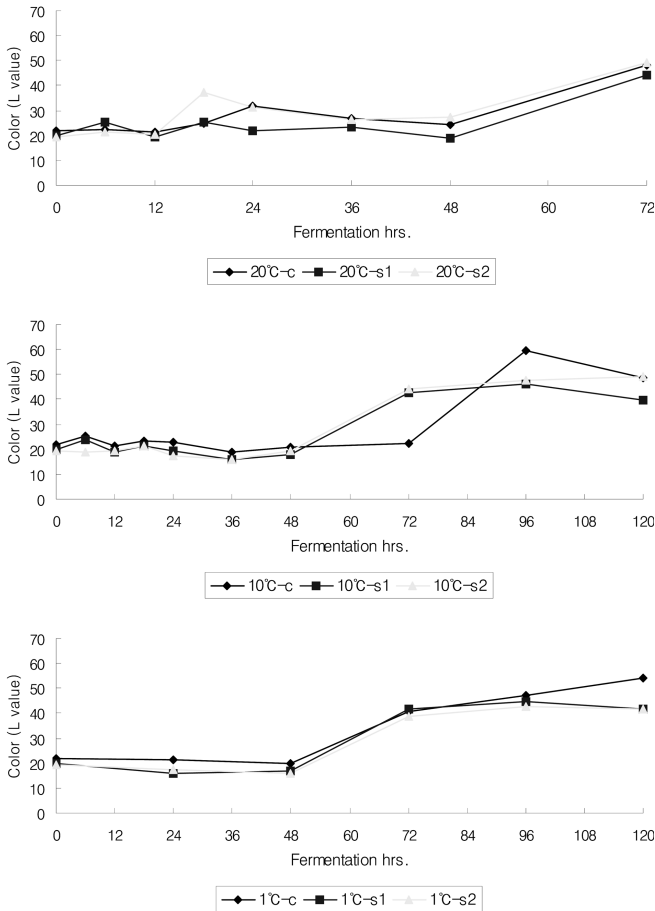 70
60
50
40
30
20
10
0
Color (L value)
0 12 24 36 48 60 72
Fermentation hrs.
20℃-c 20℃-s1 20℃-s2
70
60
50
40
30
20
10
0
Color (L value)
0 12 24 36 48 60 72 84 96 108 120
Fermentation hrs.
10℃-c 10℃-s1 10℃-s2
70
60
50
40
30
20
10
0
Color (L value)
0 12 24 36 48 60 72 84 96 108 120
Fermentation hrs.
1℃-c 1℃-s1 1℃-s2